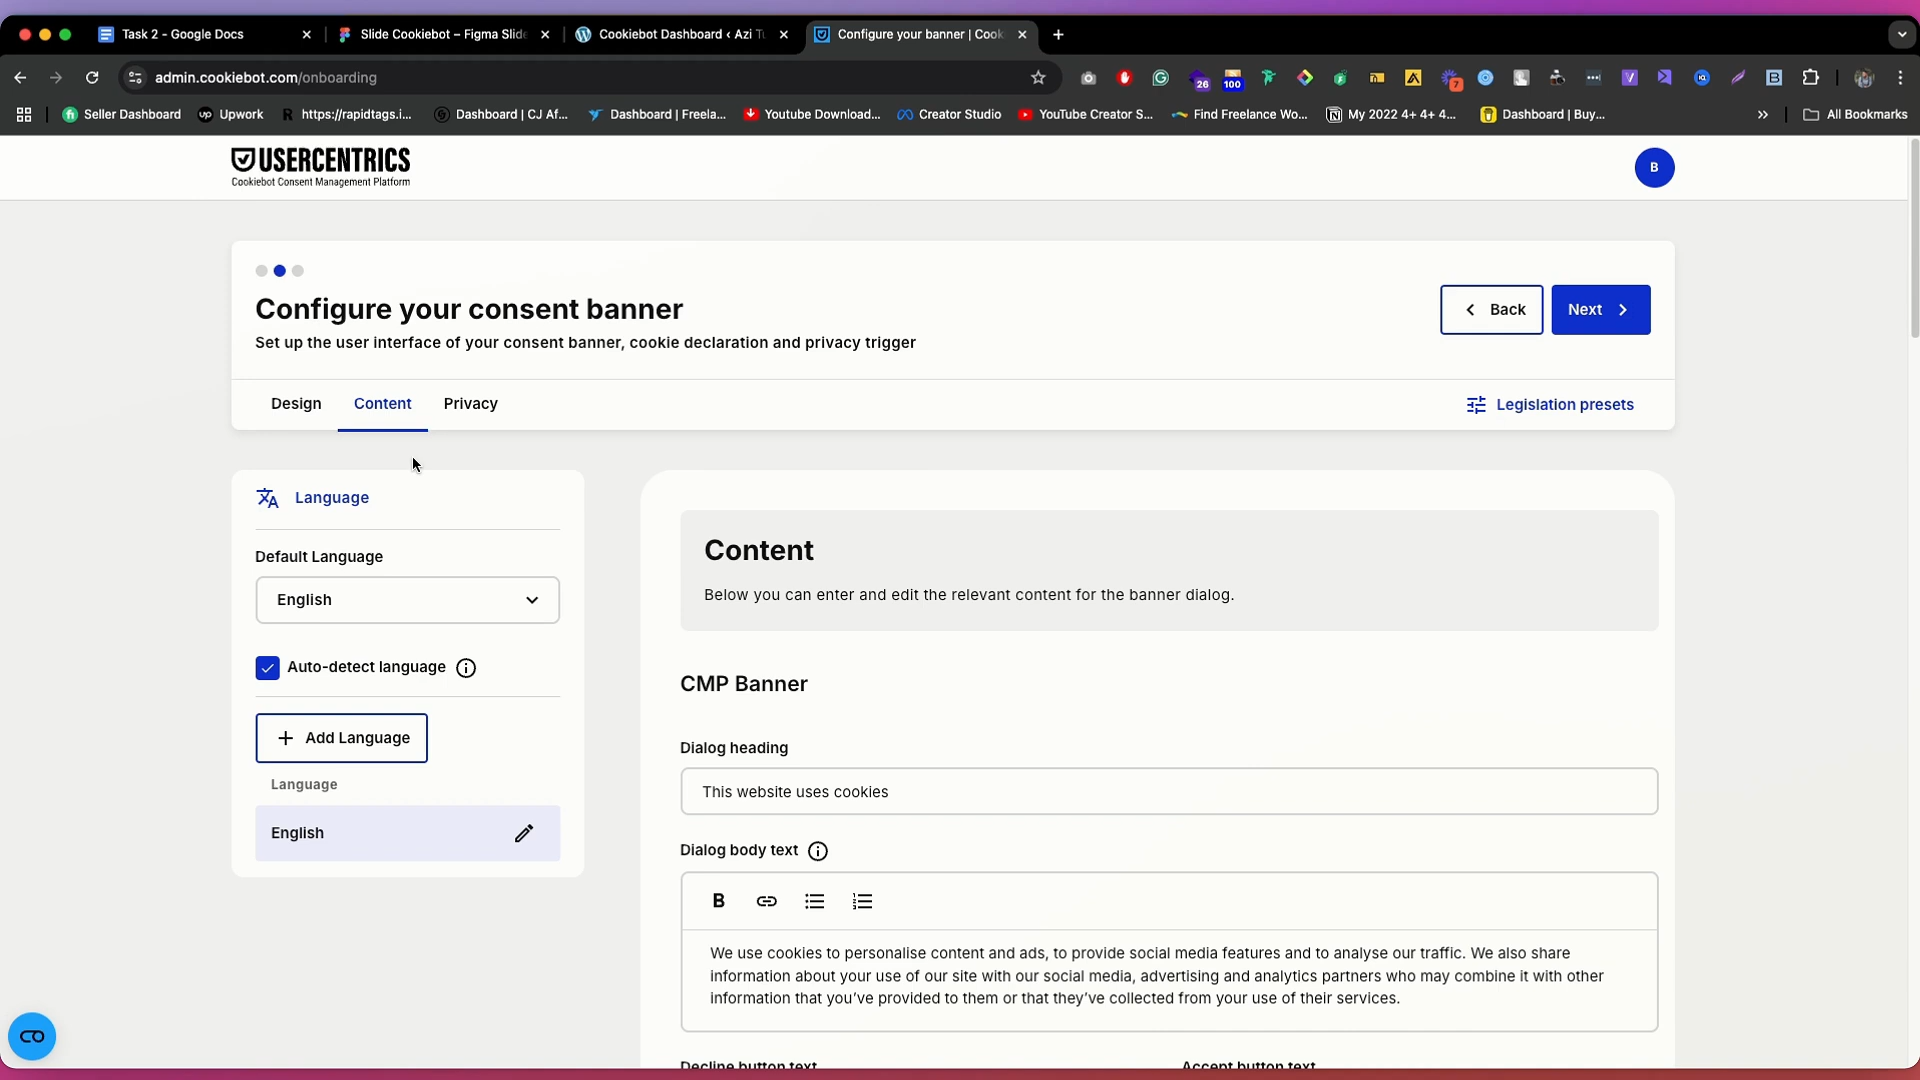 Task 2 - Google Docs
Slide Cookiebot – Figma Slide
Cookiebot Dashboard ‹ Azi Tu
Configure your banner | Cook
admin.cookiebot.com/onboarding
26
100
7
Seller Dashboard
Upwork
https://rapidtags.i...
Dashboard | CJ Af...
Dashboard | Freela...
Youtube Download...
Creator Studio
YouTube Creator S...
Find Freelance Wo...
My 2022 4+ 4+ 4...
Dashboard | Buy...
All Bookmarks
USERCENTRICS
Cookiebot Consent Management Platform
B
Configure your consent banner
Set up the user interface of your consent banner, cookie declaration and privacy trigger
Back
Next
Design
Content
Privacy
Legislation presets
Language
Default Language
English
Auto-detect language
Add Language
Language
English
Content
Below you can enter and edit the relevant content for the banner dialog.
CMP Banner
Dialog heading
This website uses cookies
Dialog body text
B
We use cookies to personalise content and ads, to provide social media features and to analyse our traffic. We also share
information about your use of our site with our social media, advertising and analytics partners who may combine it with other
information that you've provided to them or that they've collected from your use of their services.
Decline button text
Accept button text